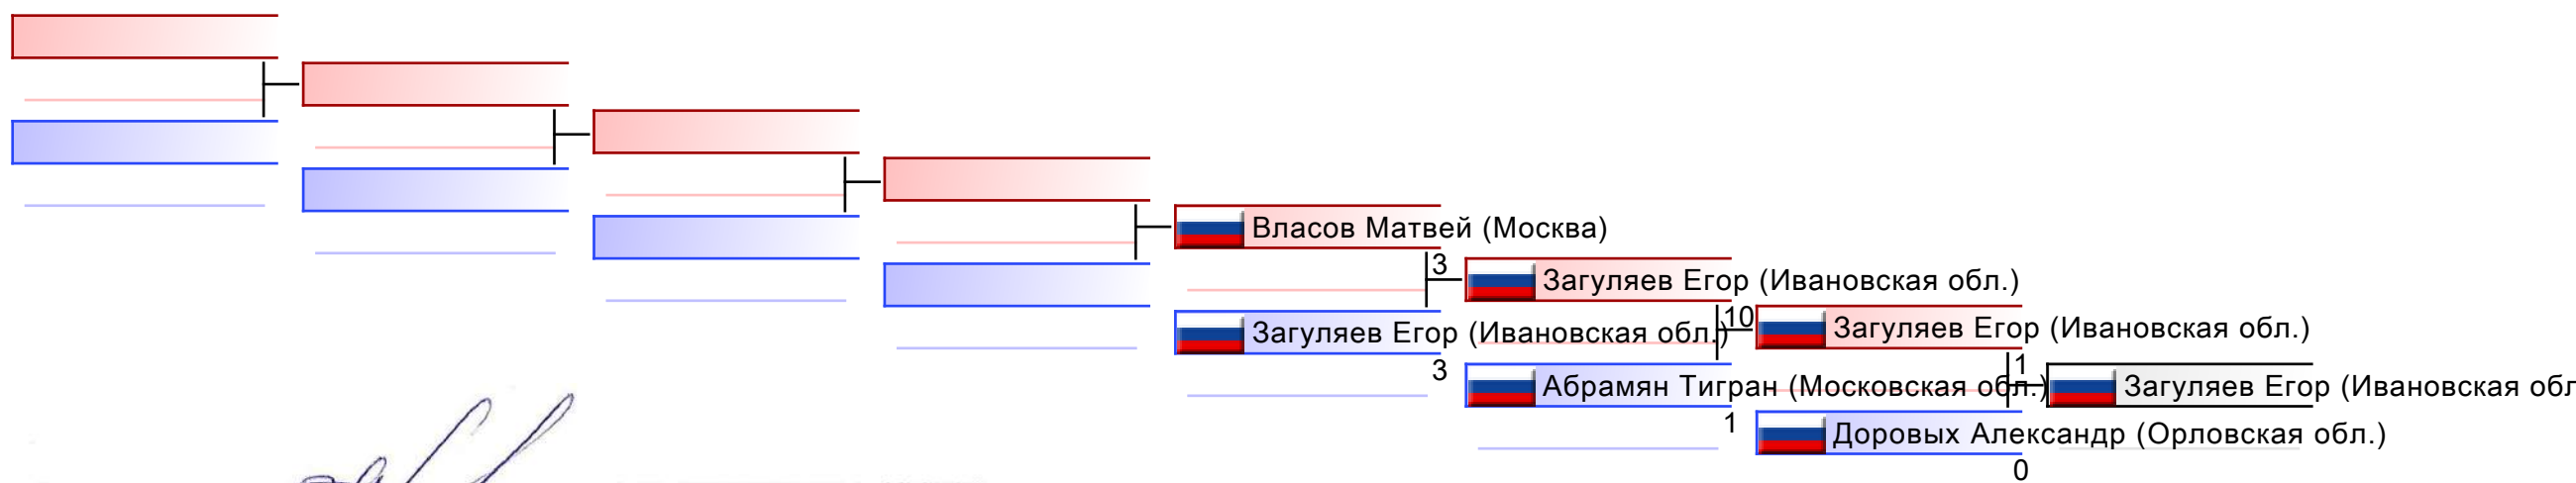 Власов Матвей (Москва)
3
Загуляев Егор (Ивановская обл.)
Загуляев Егор (Ивановская обл.)
3
10
Абрамян Тигран (Московская обл.)
1
Загуляев Егор (Ивановская обл.)
1
Доровых Александр (Орловская обл.)
0
Загуляев Егор (Ивановская обл